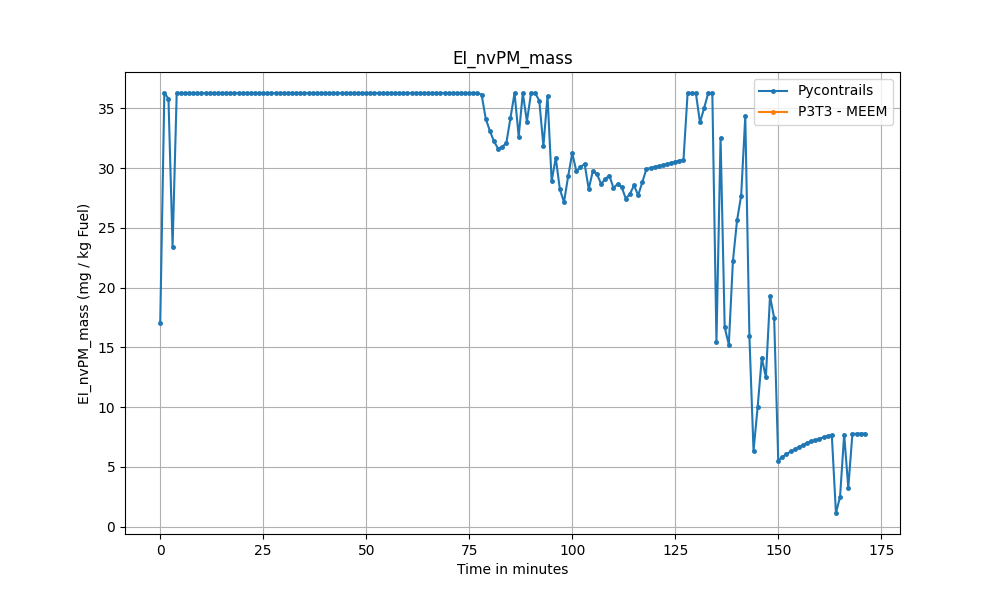 EI_nvPM_mass
Pycontrails
P3T3 - MEEM
EI_nvPM_mass (mg / kg Fuel)
35
30
25
20
15
10
5
0
0 25 50 75 100 125 150 175
Time in minutes